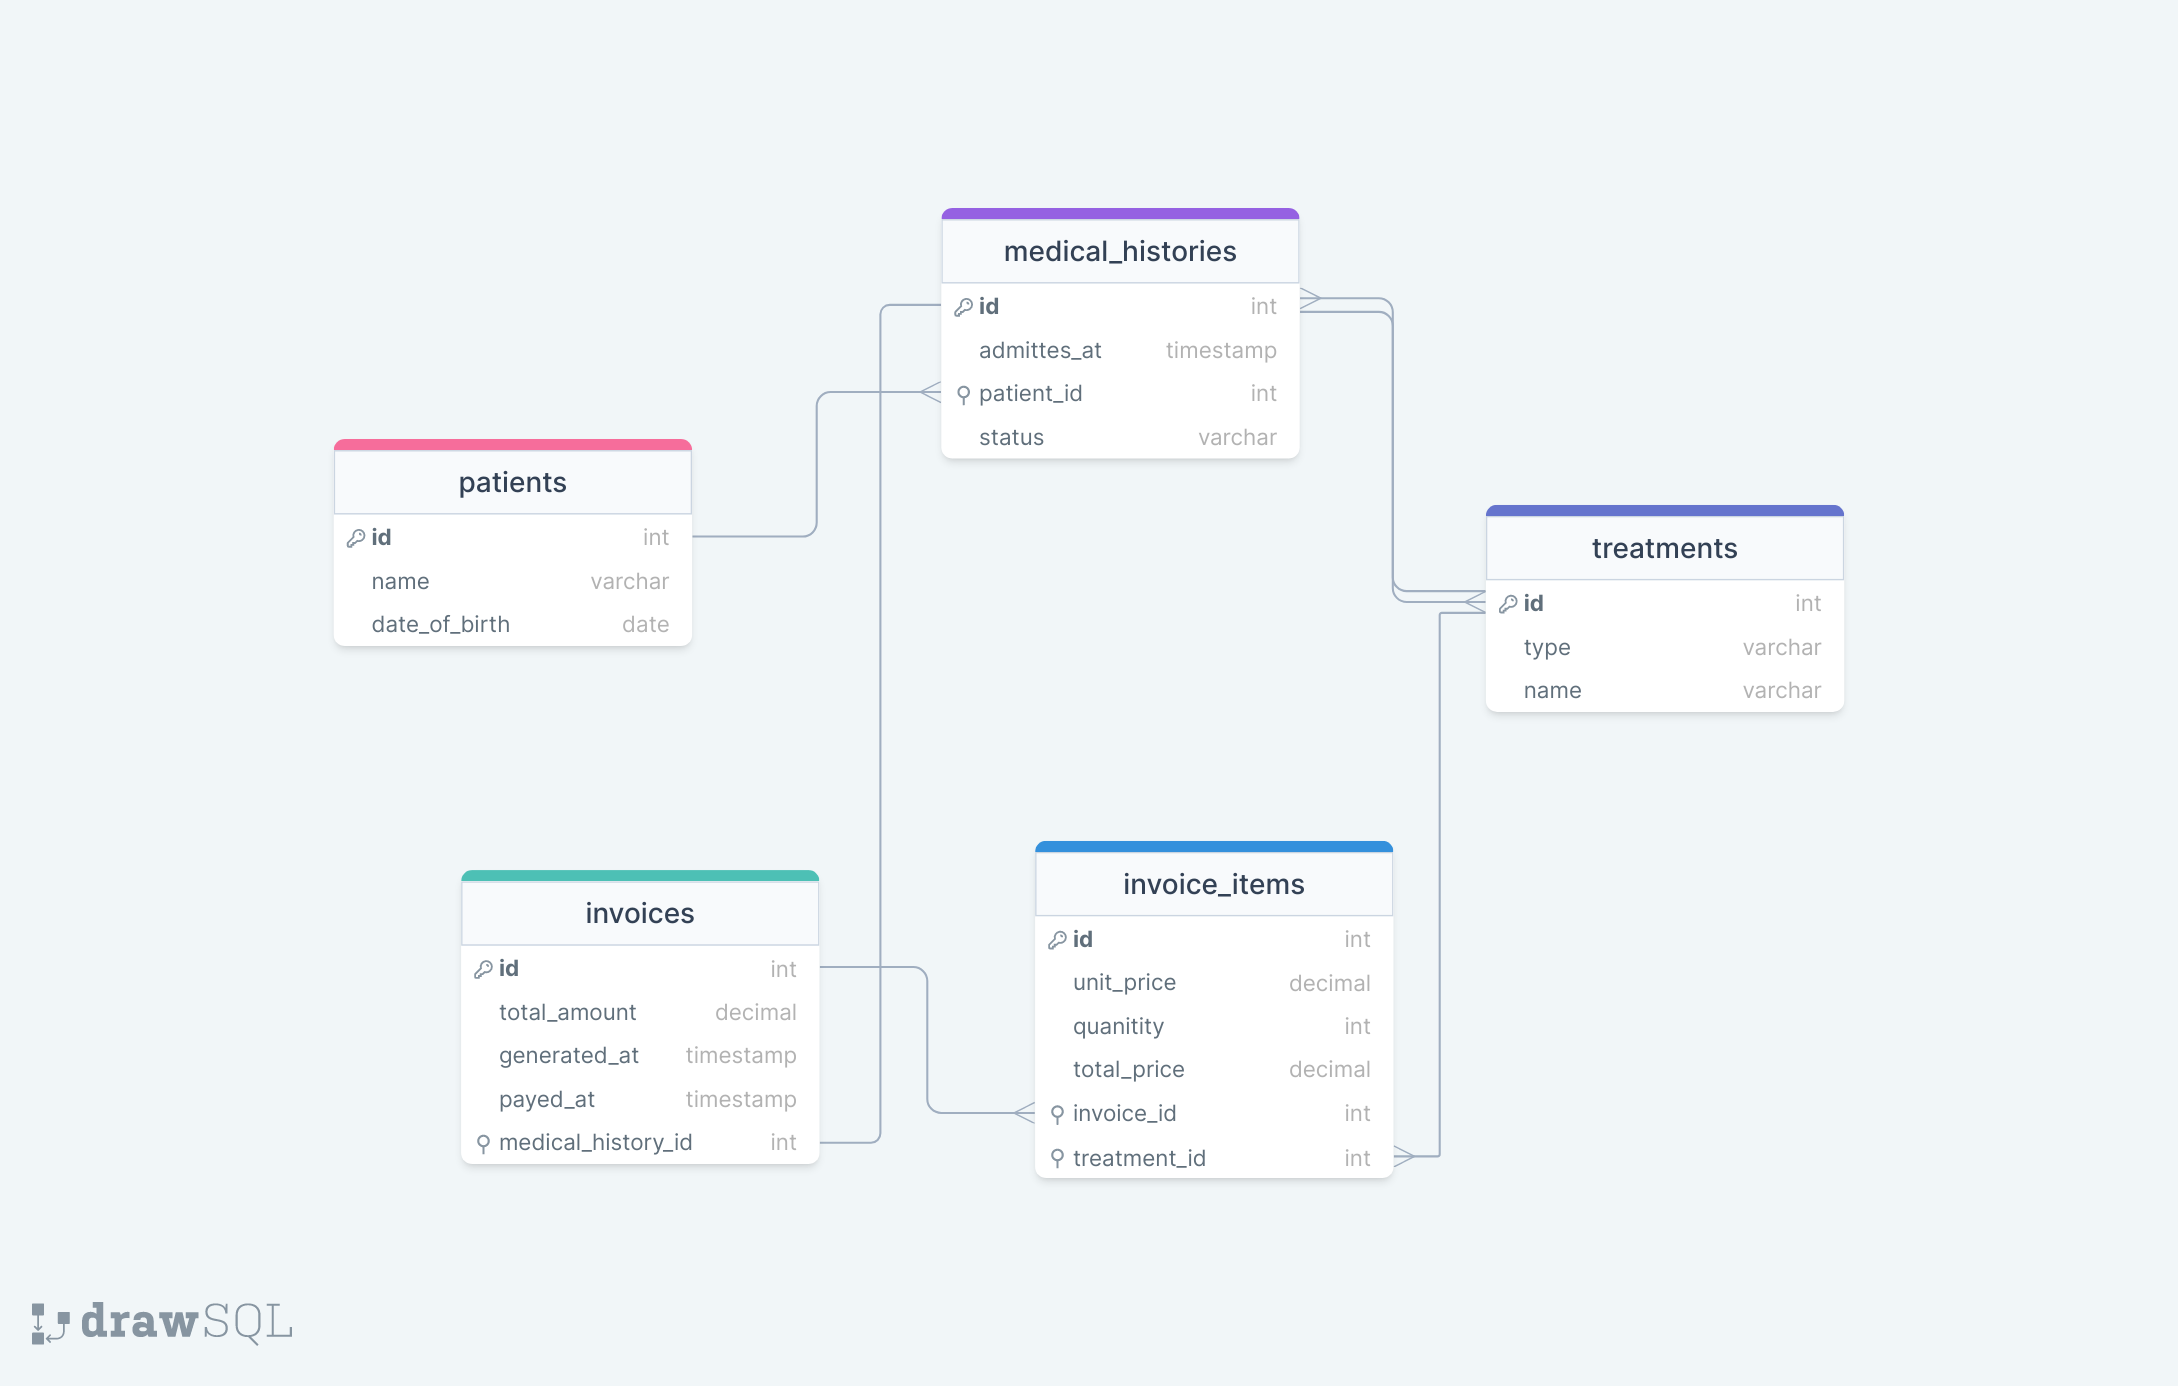 medical_histories
id int
admittes_at timestamp
patient_id int
status varchar
patients
id int
name varchar
date_of_birth date
treatments
id int
type varchar
name varchar
invoices
id int
total_amount decimal
generated_at timestamp
payed_at timestamp
medical_history_id int
invoice_items
id int
unit_price decimal
quanitity int
total_price decimal
invoice_id int
treatment_id int
drawSQL